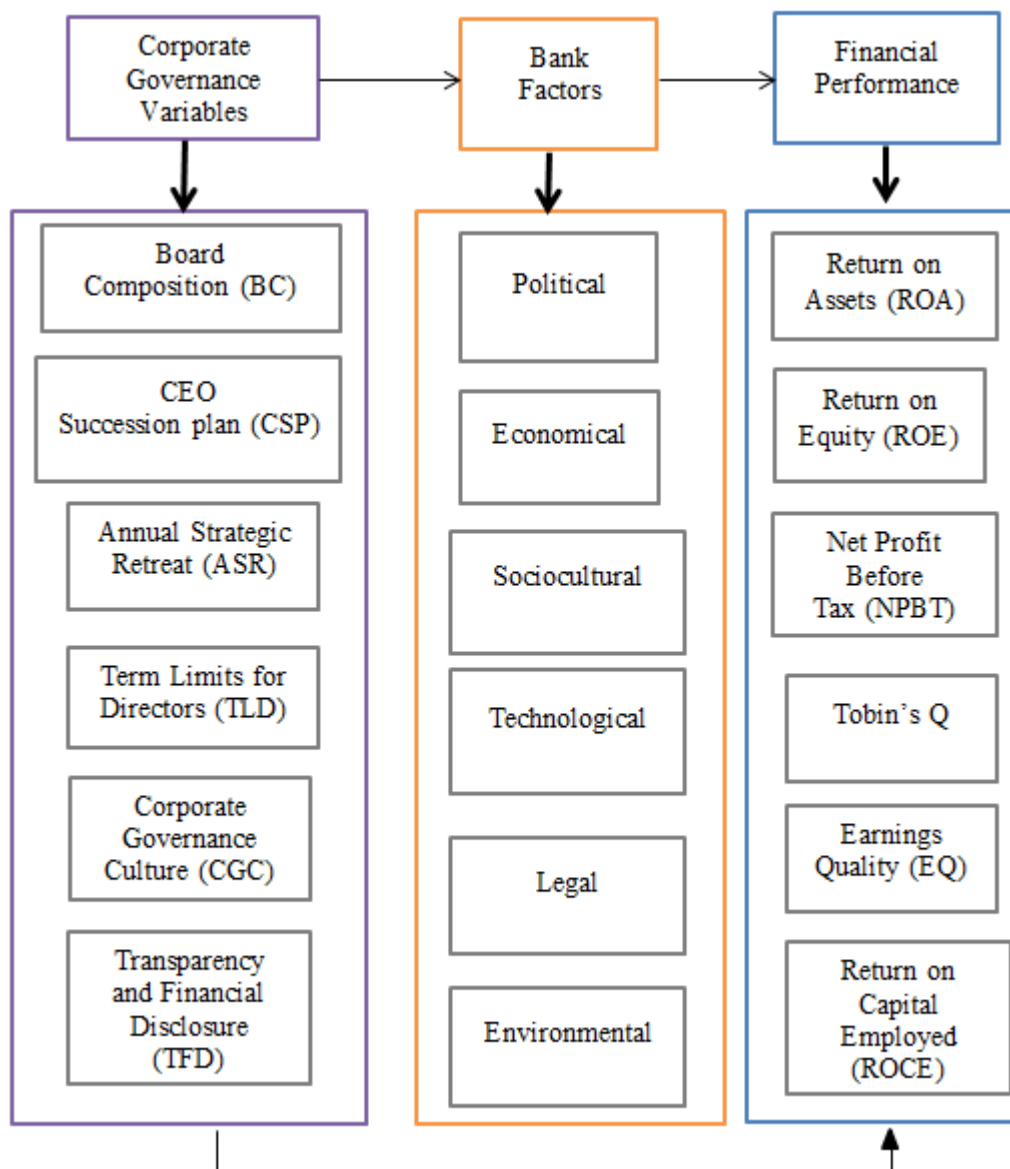 Corporate
Governance
Variables
Bank
Factors
Financial
Performance
Board
Composition (BC)
CEO
Succession plan (CSP)
Annual Strategic
Retreat (ASR)
Term Limits for
Directors (TLD)
Corporate
Governance
Culture (CGC)
Transparency
and Financial
Disclosure
(TFD)
Political
Economical
Sociocultural
Technological
Legal
Environmental
Return on
Assets (ROA)
Return on
Equity (ROE)
Net Profit
Before
Tax (NPBT)
Tobin’s Q
Earnings
Quality (EQ)
Return on
Capital
Employed
(ROCE)